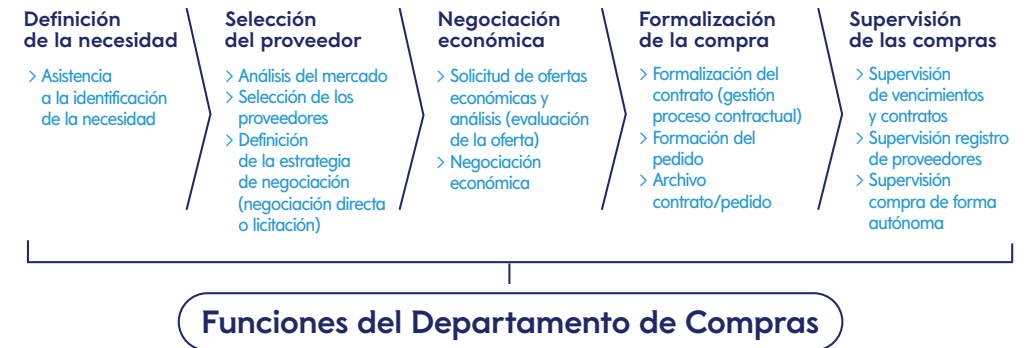 Definición
de la necesidad
> Asistencia
a la identificación
de la necesidad
Selección
del proveedor
> Análisis del mercado
> Selección de los
proveedores
> Definición
de la estrategia
de negociación
(negociación directa
o licitación)
Negociación
económica
> Solicitud de ofertas
económicas y
análisis (evaluación
de la oferta)
> Negociación
económica
Formalización
de la compra
> Formalización del
contrato (gestión
proceso contractual)
> Formación del
pedido
> Archivo
contrato/pedido
Supervisión
de las compras
> Supervisión
de vencimientos
y contratos
> Supervisión registro
de proveedores
> Supervisión
compra de forma
autónoma
Funciones del Departamento de Compras